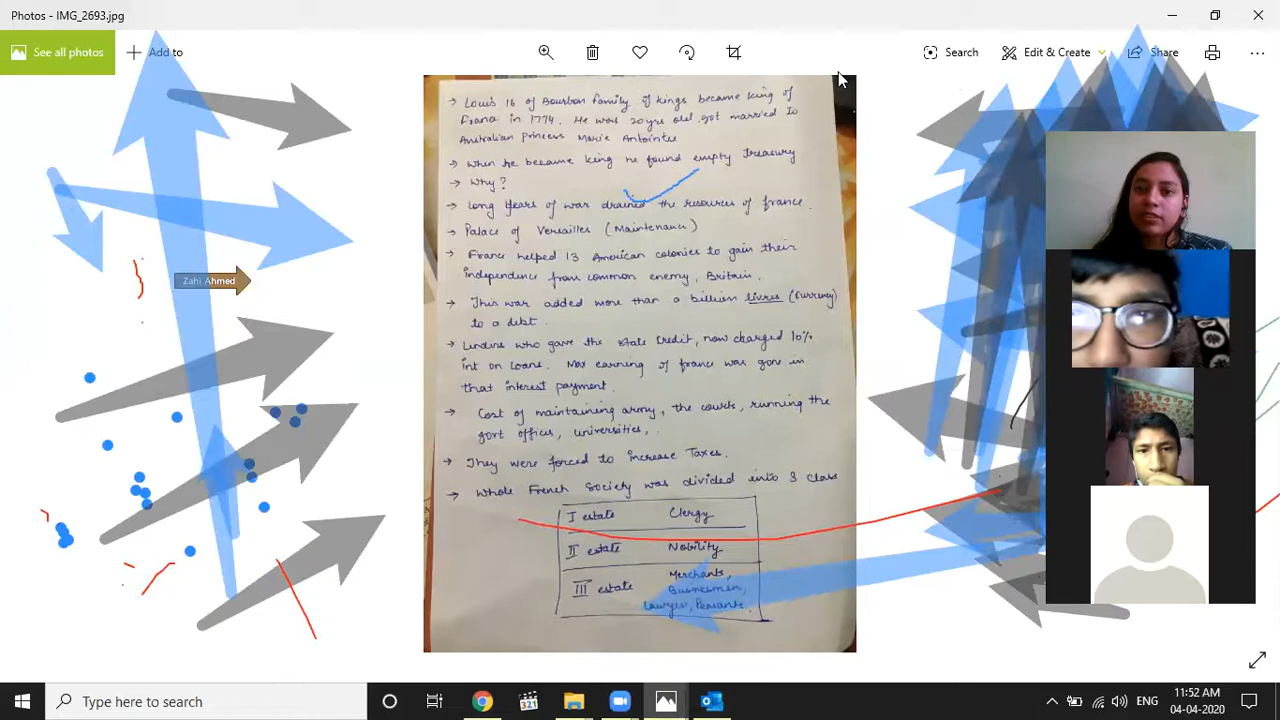 Photos - IMG_2693.jpg
See all photos
Add to
Search
Edit & Create
Share
→ Louis 16 of Bourbon family of kings became king of
France in 1774. He was 20yrs old got married to
Australian princess Marie Antointee
→ When he became king he found empty treasury
→ Why?
→ Long years of war drained the resources of france.
→ Palace of Versailles (Maintenance)
→ France helped 13 American colonies to gain their
independence from common enemy, Britain.
→ This war added more than a billion livres (Currency)
to a debt.
→ Lenders who gave the state credit, now charged 10%
int on loans. Nox earning of france was gone in
that interest payment.
→ Cost of maintaining army, the courts, running the
govt offices, universities, .
→ They were forced to increase Taxes.
→ Whole French Society was divided into 3 class
I estate Clergy
II estate Nobility
III estate Merchants,
Businessmen,
Lawyers, Persants.
Zahi Ahmed
Type here to search
321
ENG
11:52 AM
04-04-2020